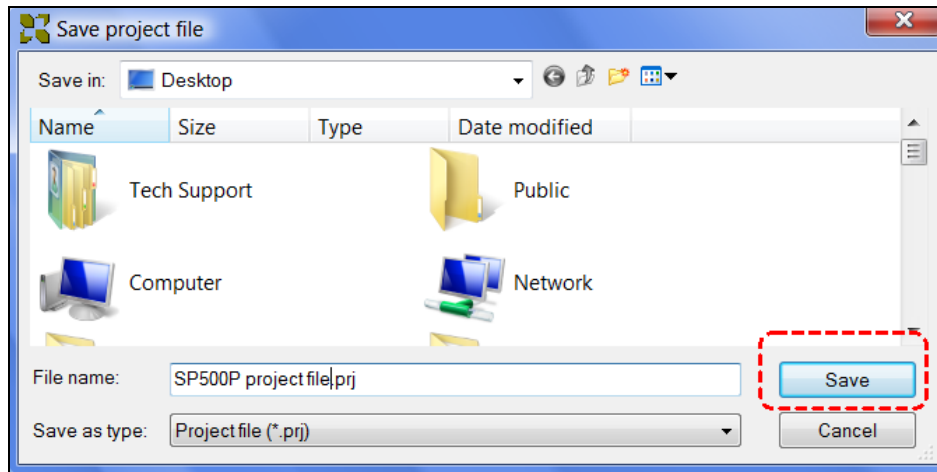 Save project file
Save in: Desktop
Name Size Type Date modified
Tech Support Public
Computer Network
File name: SP500P project file.prj Save
Save as type: Project file (*.prj) Cancel